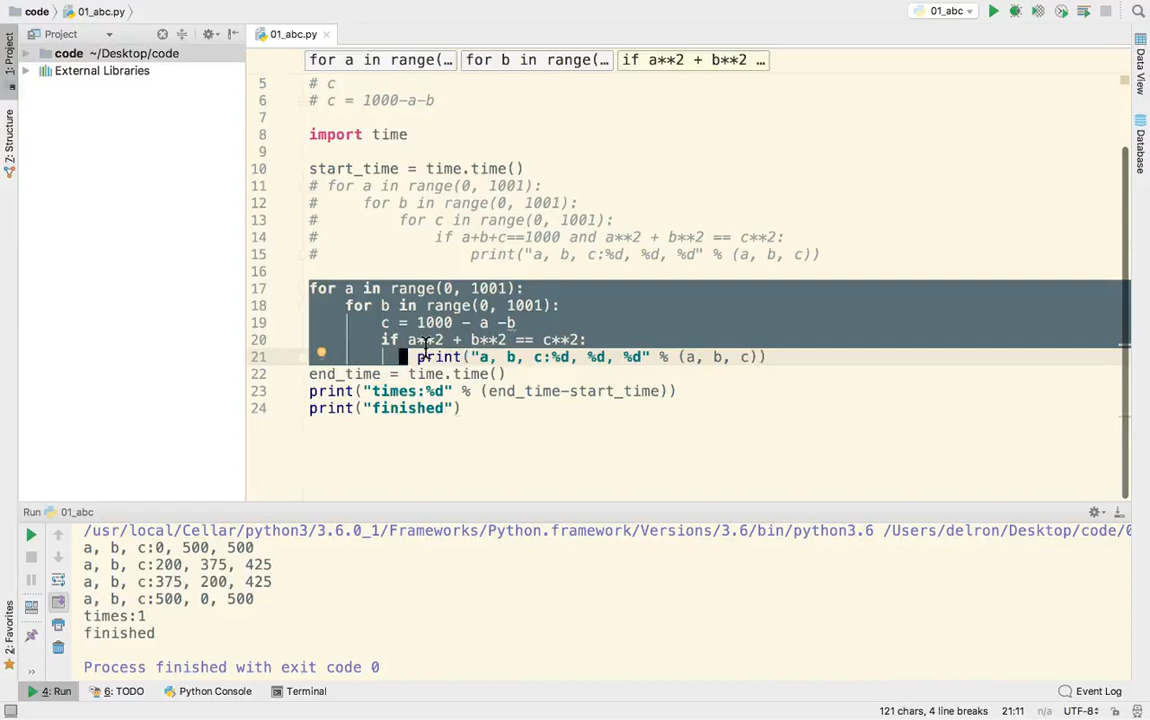 code 01_abc.py 01_abc
Project 01_abc.py
for a in range(… for b in range(… if a**2 + b**2 …
code ~/Desktop/code
External Libraries
1: Project
7: Structure
2: Favorites
Data View
Database
5 # c
6 # c = 1000-a-b
7
8 import time
9
10 start_time = time.time()
11 # for a in range(0, 1001):
12 #     for b in range(0, 1001):
13 #         for c in range(0, 1001):
14 #             if a+b+c==1000 and a**2 + b**2 == c**2:
15 #                 print("a, b, c:%d, %d, %d" % (a, b, c))
16
17 for a in range(0, 1001):
18     for b in range(0, 1001):
19         c = 1000 - a -b
20         if a**2 + b**2 == c**2:
21             print("a, b, c:%d, %d, %d" % (a, b, c))
22 end_time = time.time()
23 print("times:%d" % (end_time-start_time))
24 print("finished")
Run 01_abc
/usr/local/Cellar/python3/3.6.0_1/Frameworks/Python.framework/Versions/3.6/bin/python3.6 /Users/delron/Desktop/code/0
a, b, c:0, 500, 500
a, b, c:200, 375, 425
a, b, c:375, 200, 425
a, b, c:500, 0, 500
times:1
finished
Process finished with exit code 0
4: Run 6: TODO Python Console Terminal Event Log
121 chars, 4 line breaks 21:11 n/a UTF-8